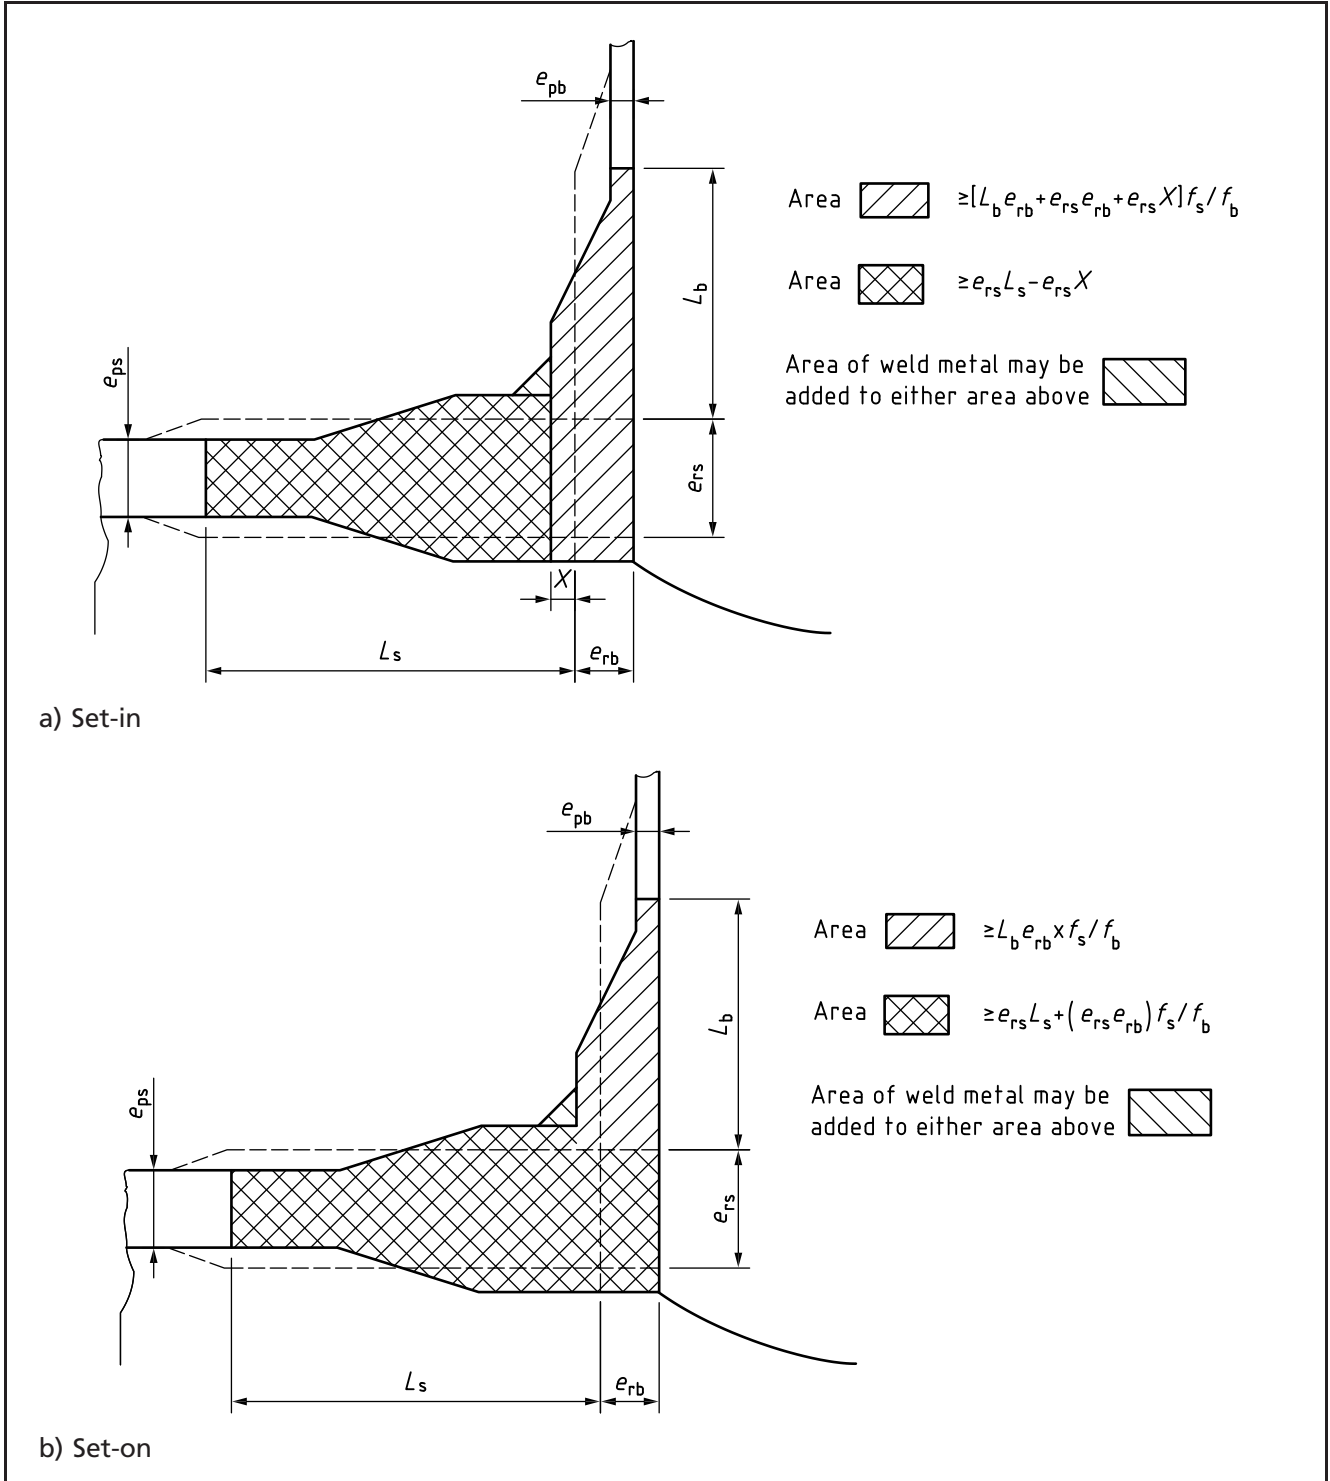 e_pb
Area ≥[L_b e_rb+e_rs e_rb+e_rs X]f_s/f_b
L_b
Area ≥e_rs L_s-e_rs X
e_ps
Area of weld metal may be
added to either area above
e_rs
X
L_s
e_rb
a) Set-in
e_pb
Area ≥L_b e_rb x f_s/f_b
L_b
Area ≥e_rs L_s+(e_rs e_rb)f_s/f_b
e_ps
Area of weld metal may be
added to either area above
e_rs
L_s
e_rb
b) Set-on